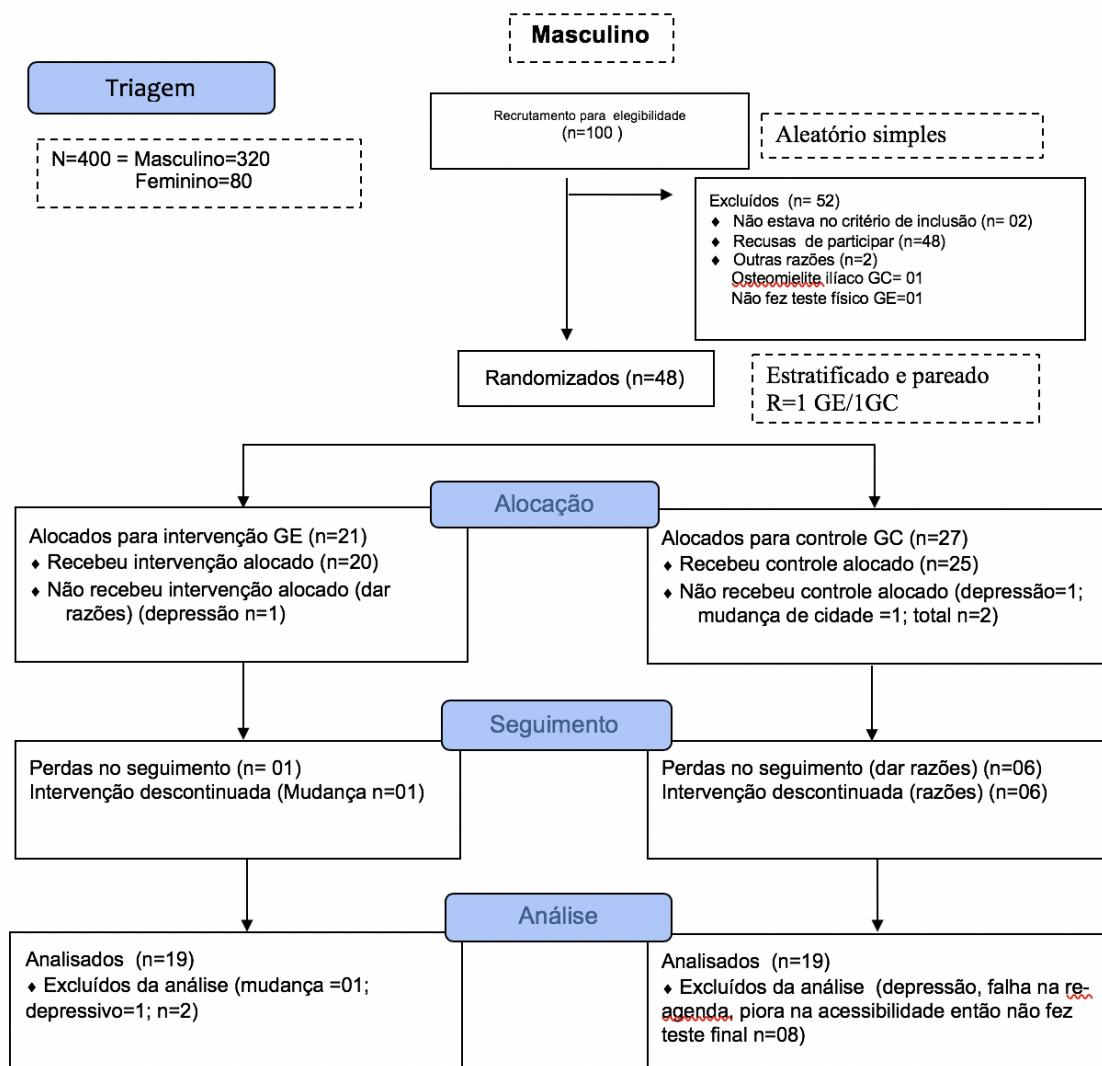 Masculino
Triagem
Recrutamento para elegibilidade
(n=100 )
Aleatório simples
N=400 = Masculino=320
Feminino=80
Excluídos (n= 52)
♦ Não estava no critério de inclusão (n= 02)
♦ Recusas de participar (n=48)
♦ Outras razões (n=2)
Osteomielite ilíaco GC= 01
Não fez teste físico GE=01
Randomizados (n=48)
Estratificado e pareado
R=1 GE/1GC
Alocação
Alocados para intervenção GE (n=21)
♦ Recebeu intervenção alocado (n=20)
♦ Não recebeu intervenção alocado (dar
razões) (depressão n=1)
Alocados para controle GC (n=27)
♦ Recebeu controle alocado (n=25)
♦ Não recebeu controle alocado (depressão=1;
mudança de cidade =1; total n=2)
Seguimento
Perdas no seguimento (n= 01)
Intervenção descontinuada (Mudança n=01)
Perdas no seguimento (dar razões) (n=06)
Intervenção descontinuada (razões) (n=06)
Análise
Analisados (n=19)
♦ Excluídos da análise (mudança =01;
depressivo=1; n=2)
Analisados (n=19)
♦ Excluídos da análise (depressão, falha na re-
agenda, piora na acessibilidade então não fez
teste final n=08)